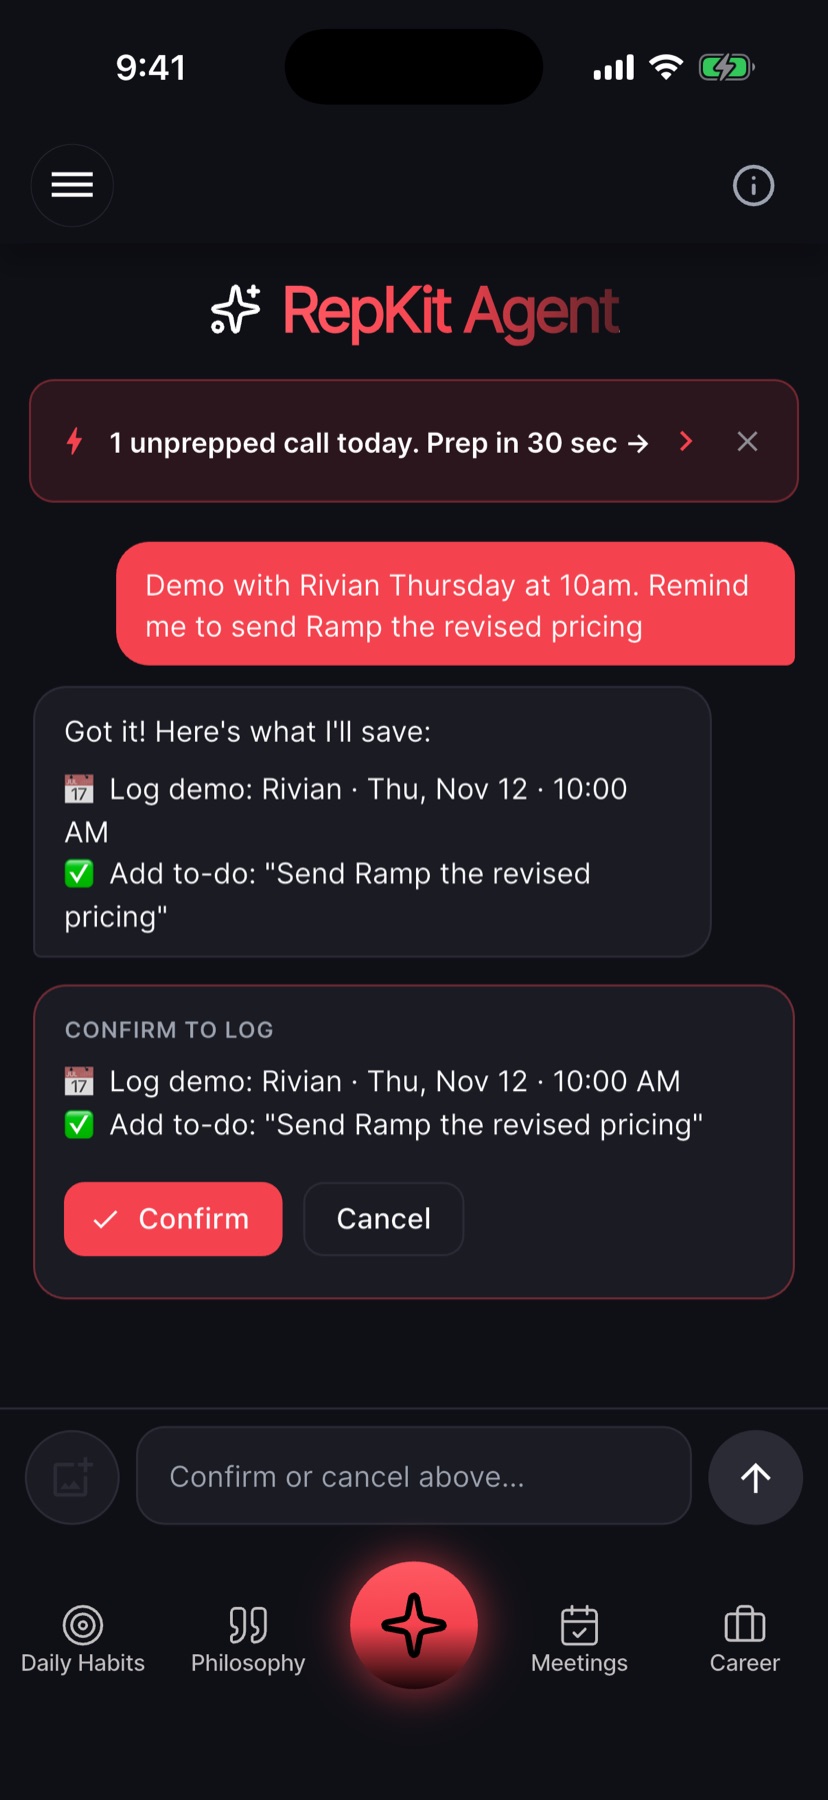 9:41
RepKit Agent
1 unprepped call today. Prep in 30 sec →
Demo with Rivian Thursday at 10am. Remind
me to send Ramp the revised pricing
Got it! Here's what I'll save:
📅 Log demo: Rivian · Thu, Nov 12 · 10:00
AM
✅ Add to-do: "Send Ramp the revised
pricing"
CONFIRM TO LOG
📅 Log demo: Rivian · Thu, Nov 12 · 10:00 AM
✅ Add to-do: "Send Ramp the revised pricing"
Confirm
Cancel
Confirm or cancel above...
Daily Habits
Philosophy
Meetings
Career